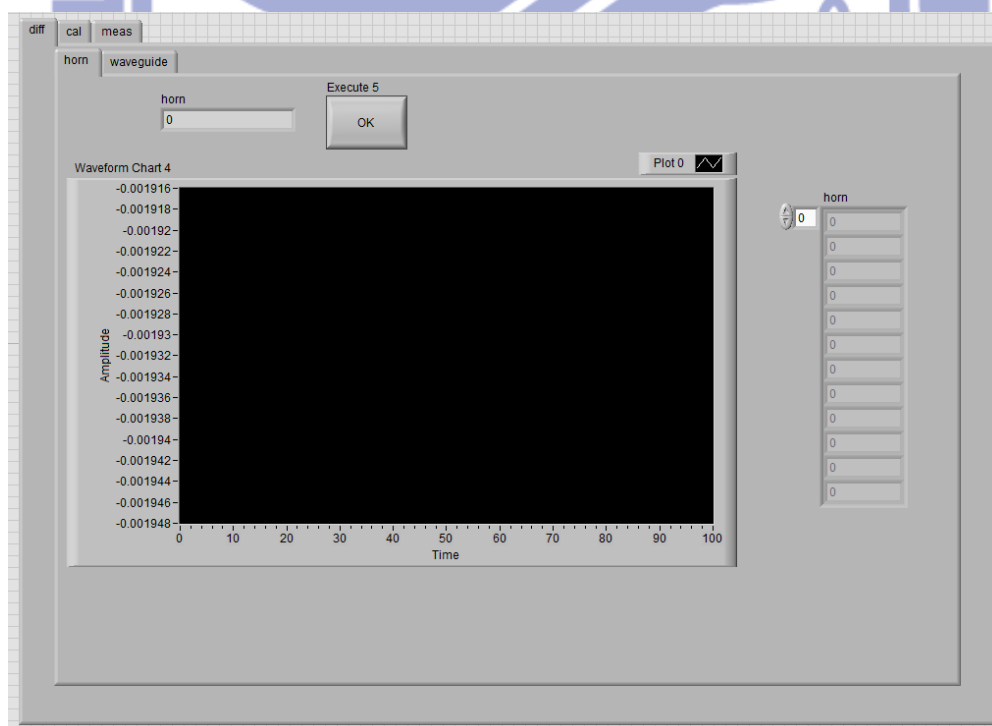 diff cal meas
horn waveguide
horn
0
Execute 5
OK
Waveform Chart 4
Plot 0
-0.001916
-0.001918
-0.00192
-0.001922
-0.001924
-0.001926
-0.001928
-0.00193
-0.001932
-0.001934
-0.001936
-0.001938
-0.00194
-0.001942
-0.001944
-0.001946
-0.001948
Amplitude
0 10 20 30 40 50 60 70 80 90 100
Time
horn
0
0
0
0
0
0
0
0
0
0
0
0
0